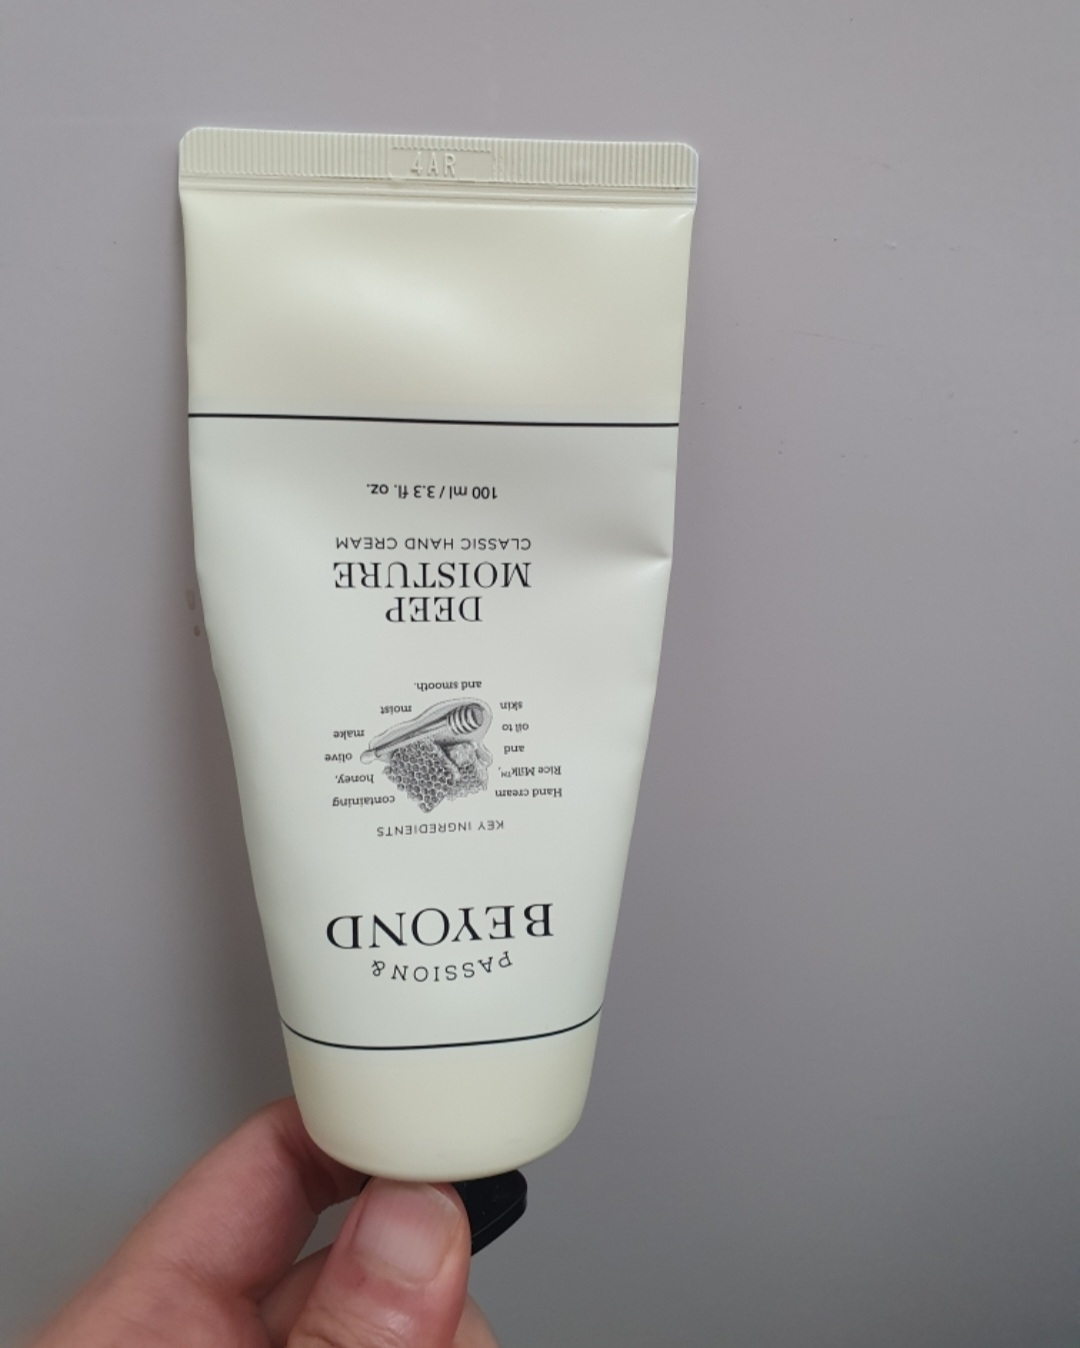 PASSION &
BEYOND
KEY INGREDIENTS
Hand cream containing
Rice Milk™, honey,
and olive
oil to make
skin moist
and smooth.
DEEP
MOISTURE
CLASSIC HAND CREAM
100 ml / 3.3 fl. oz.
4AR